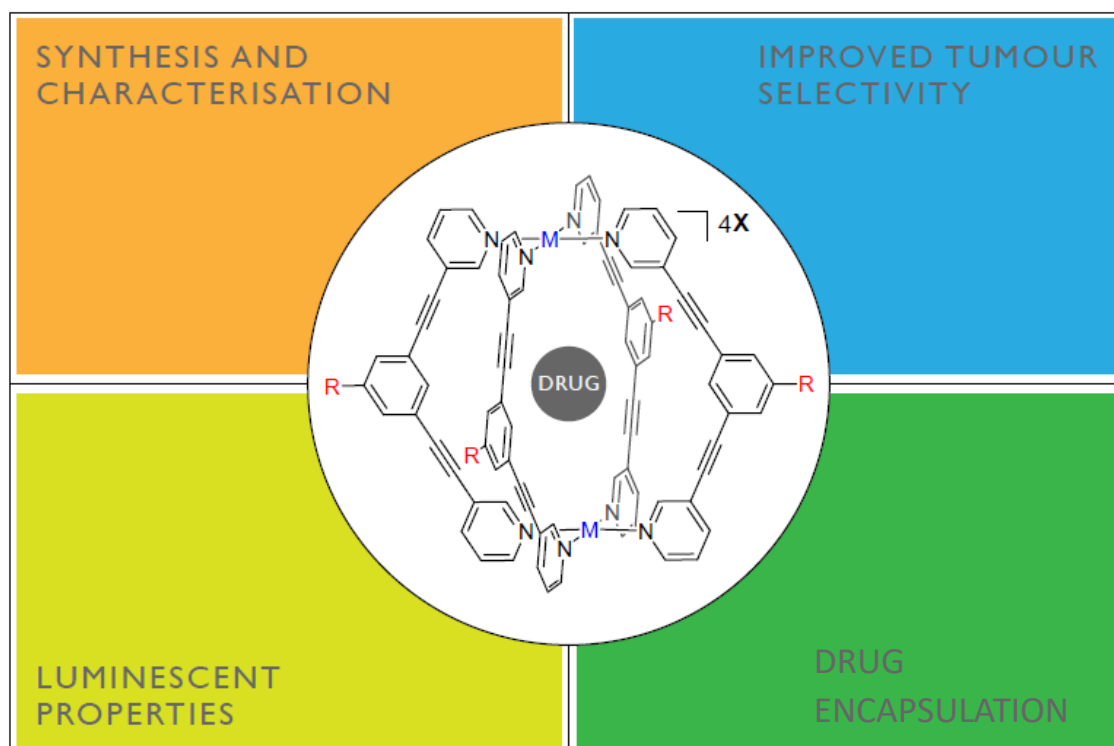 SYNTHESIS AND
CHARACTERISATION
IMPROVED TUMOUR
SELECTIVITY
4X
N
N
M
N
N
R
R
DRUG
R
R
N
N
M
N
N
LUMINESCENT
PROPERTIES
DRUG
ENCAPSULATION